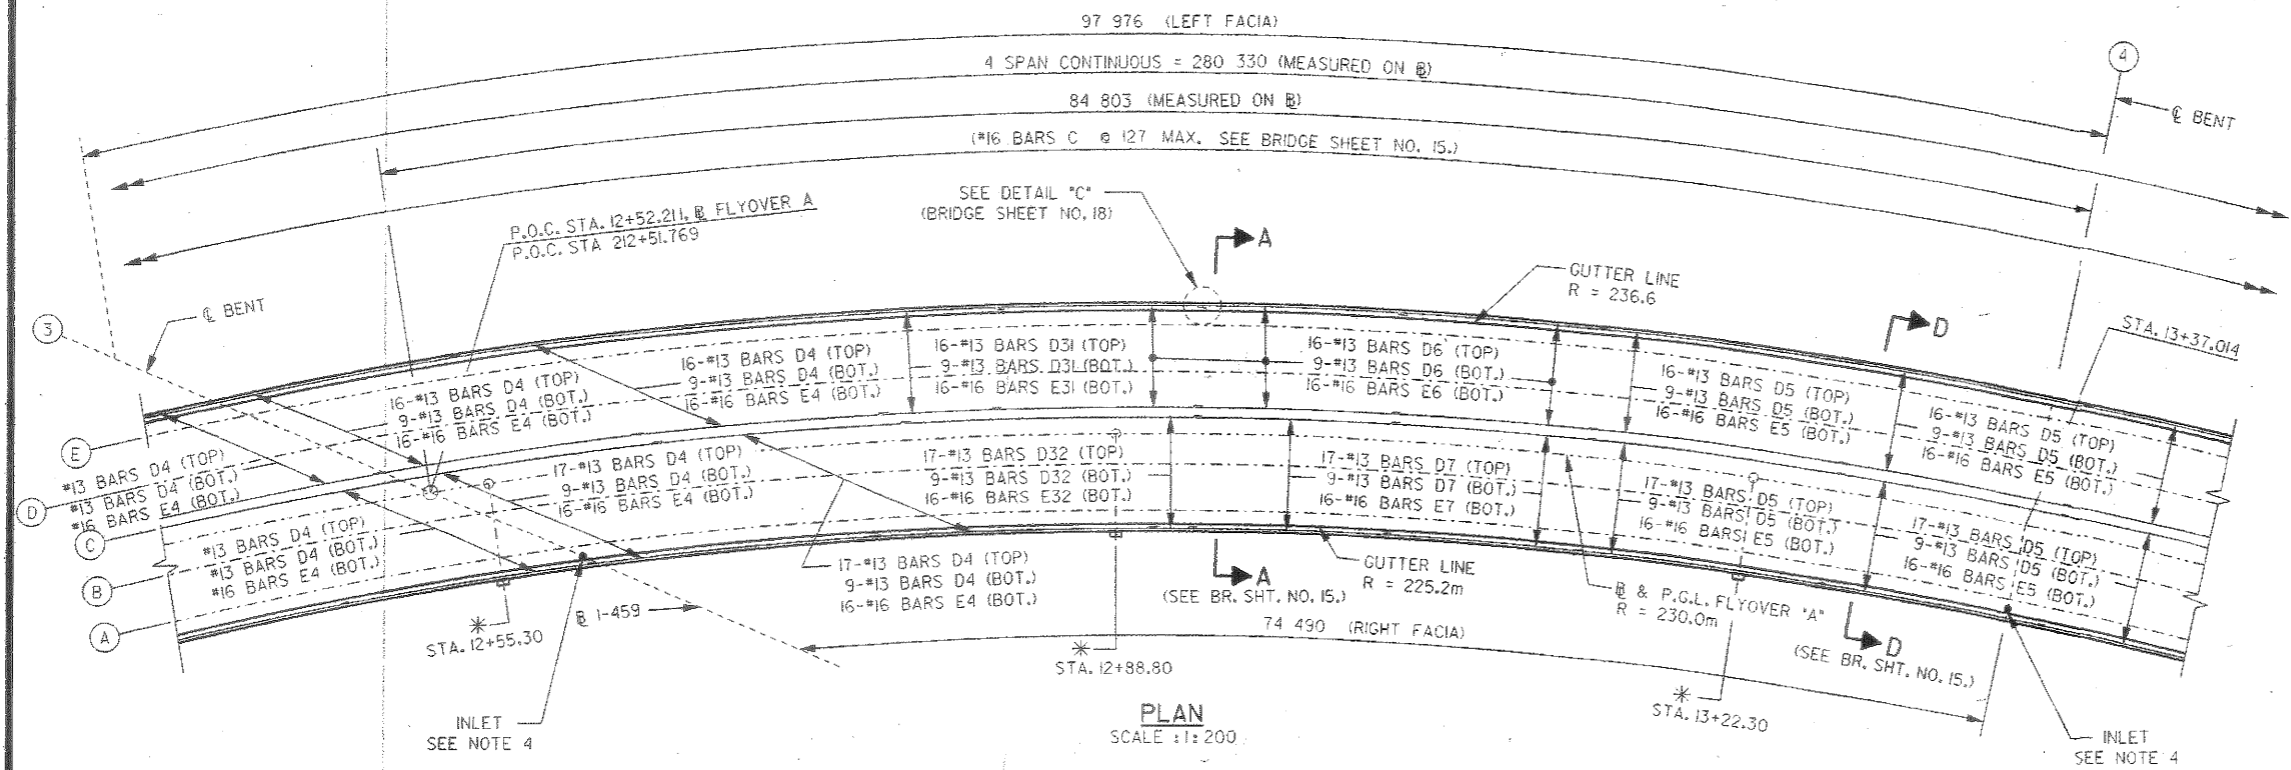 97 976 (LEFT FACIA)
4 SPAN CONTINUOUS = 280 330 (MEASURED ON ℄)
84 803 (MEASURED ON ℄)
(#16 BARS C @ 127 MAX. SEE BRIDGE SHEET NO. 15.)
4
℄ BENT
SEE DETAIL "C"
(BRIDGE SHEET NO. 18)
P.O.C. STA. 12+52.211, ℄ FLYOVER A
P.O.C. STA 212+51.769
A
GUTTER LINE
R = 236.6
D
STA. 13+37.014
3
℄ BENT
16-#13 BARS D4 (TOP)
9-#13 BARS D4 (BOT.)
16-#16 BARS E4 (BOT.)
16-#13 BARS D4 (TOP)
9-#13 BARS D4 (BOT.)
16-#16 BARS E4 (BOT.)
16-#13 BARS D31 (TOP)
9-#13 BARS D31 (BOT.)
16-#16 BARS E31 (BOT.)
16-#13 BARS D6 (TOP)
9-#13 BARS D6 (BOT.)
16-#16 BARS E6 (BOT.)
16-#13 BARS D5 (TOP)
9-#13 BARS D5 (BOT.)
16-#16 BARS E5 (BOT.)
16-#13 BARS D5 (TOP)
9-#13 BARS D5 (BOT.)
16-#16 BARS E5 (BOT.)
E
D
C
B
A
#13 BARS D4 (TOP)
#13 BARS D4 (BOT.)
#16 BARS E4 (BOT.)
#13 BARS D4 (TOP)
#13 BARS D4 (BOT.)
#16 BARS E4 (BOT.)
17-#13 BARS D4 (TOP)
9-#13 BARS D4 (BOT.)
16-#16 BARS E4 (BOT.)
17-#13 BARS D32 (TOP)
9-#13 BARS D32 (BOT.)
16-#16 BARS E32 (BOT.)
17-#13 BARS D7 (TOP)
9-#13 BARS D7 (BOT.)
16-#16 BARS E7 (BOT.)
17-#13 BARS D5 (TOP)
9-#13 BARS D5 (BOT.)
16-#16 BARS E5 (BOT.)
17-#13 BARS D5 (TOP)
9-#13 BARS D5 (BOT.)
16-#16 BARS E5 (BOT.)
17-#13 BARS D4 (TOP)
9-#13 BARS D4 (BOT.)
16-#16 BARS E4 (BOT.)
A
(SEE BR. SHT. NO. 15.)
GUTTER LINE
R = 225.2m
℄ & P.G.L. FLYOVER "A"
R = 230.0m
D
(SEE BR. SHT. NO. 15.)
℄ I-459
74 490 (RIGHT FACIA)
* STA. 12+55.30
* STA. 12+88.80
* STA. 13+22.30
INLET
SEE NOTE 4
PLAN
SCALE : 1: 200
INLET
SEE NOTE 4